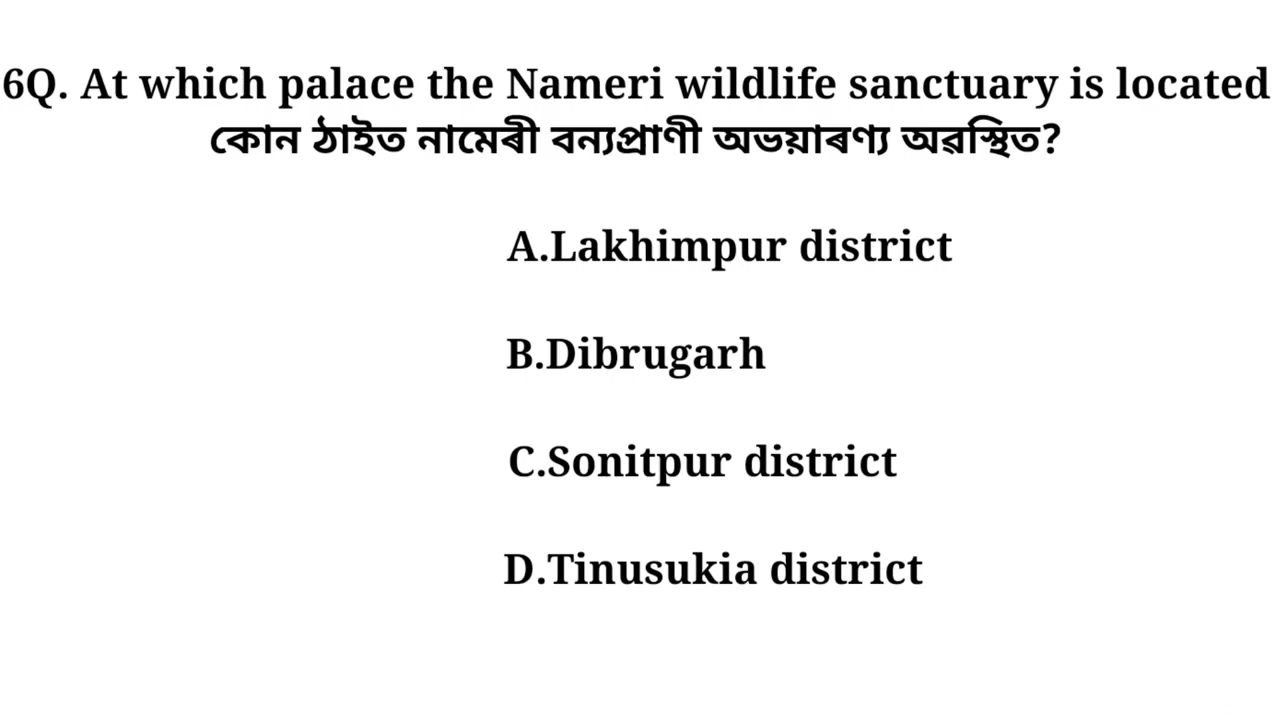 6Q. At which palace the Nameri wildlife sanctuary is located
কোন ঠাইত নামেৰী বন্যপ্ৰাণী অভয়াৰণ্য অৱস্থিত?
A.Lakhimpur district
B.Dibrugarh
C.Sonitpur district
D.Tinusukia district